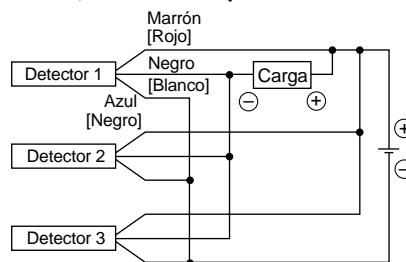 Marrón
[Rojo]
Detector 1
Negro
[Blanco]
Carga
Azul
[Negro]
Detector 2
Detector 3